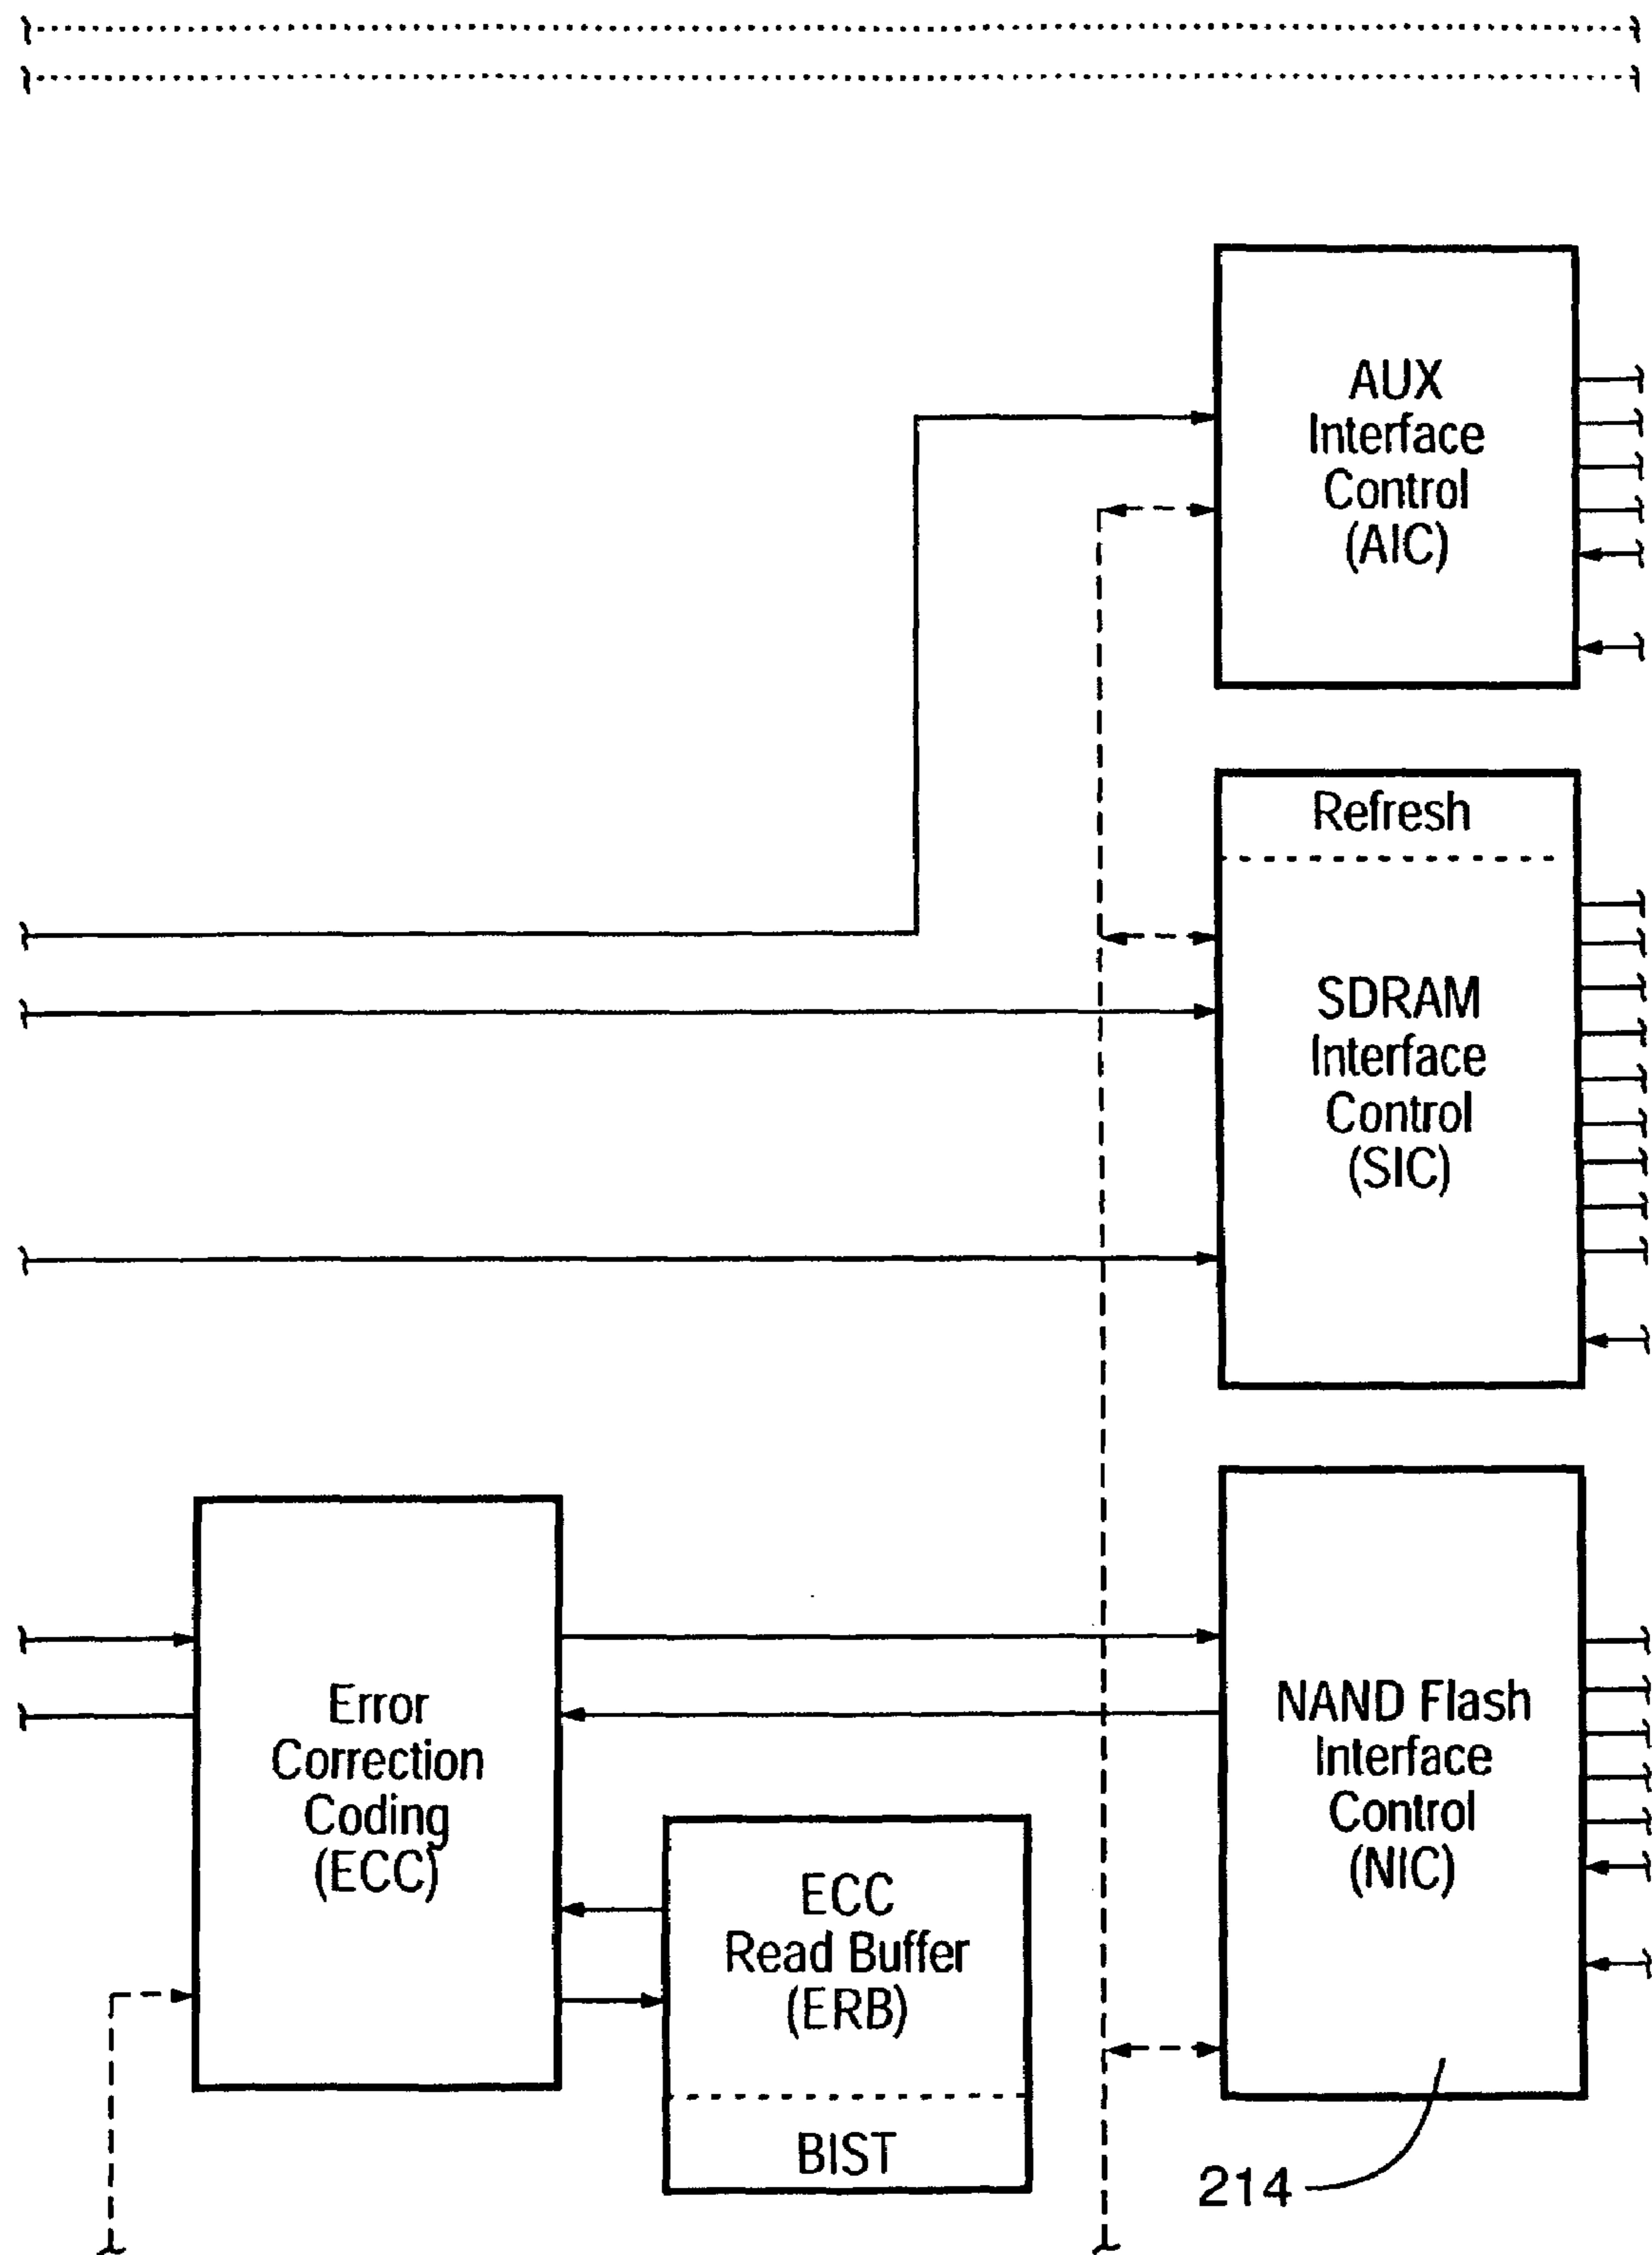 AUX
Interface
Control
(AIC)
Refresh
SDRAM
Interface
Control
(SIC)
Error
Correction
Coding
(ECC)
ECC
Read Buffer
(ERB)
BIST
NAND Flash
Interface
Control
(NIC)
214